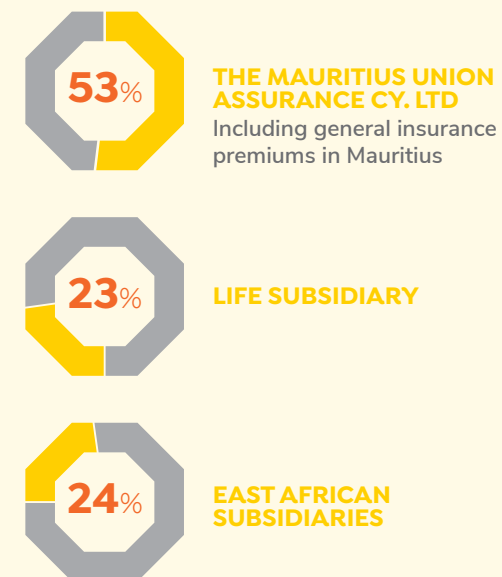 53%
THE MAURITIUS UNION
ASSURANCE CY. LTD
Including general insurance
premiums in Mauritius
23%
LIFE SUBSIDIARY
24%
EAST AFRICAN
SUBSIDIARIES